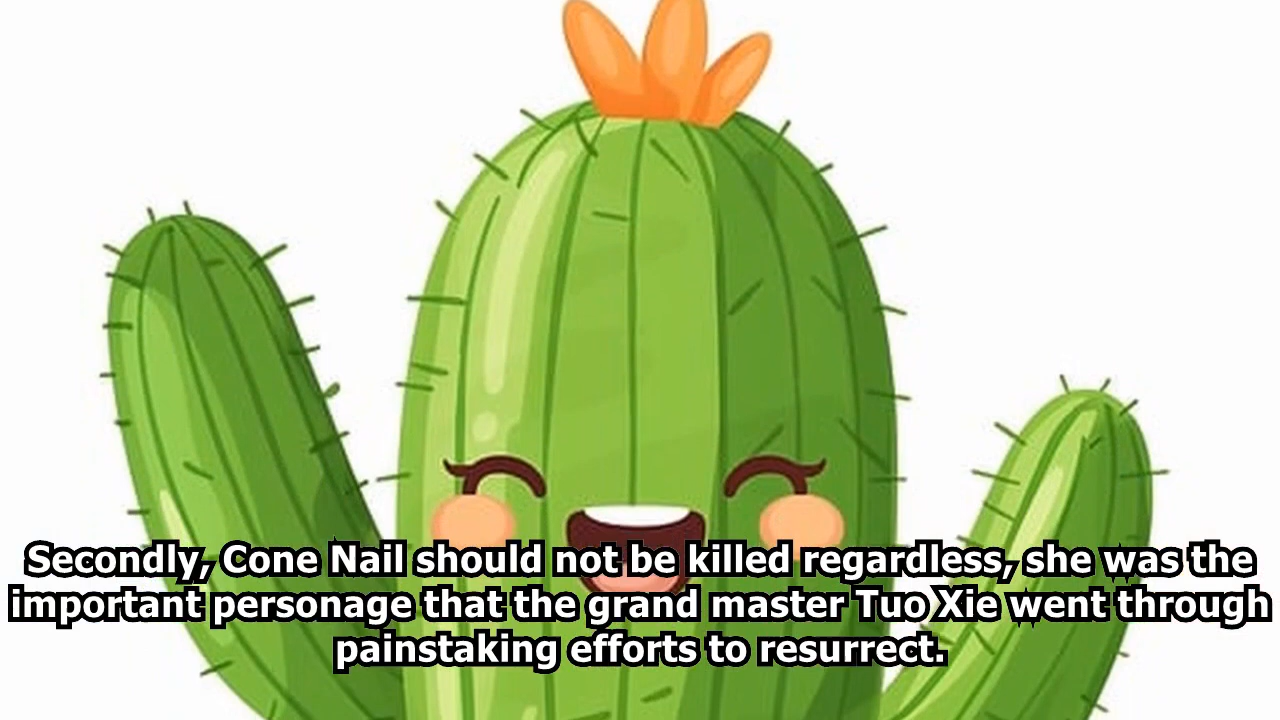 Secondly, Cone Nail should not be killed regardless, she was the
important personage that the grand master Tuo Xie went through
painstaking efforts to resurrect.